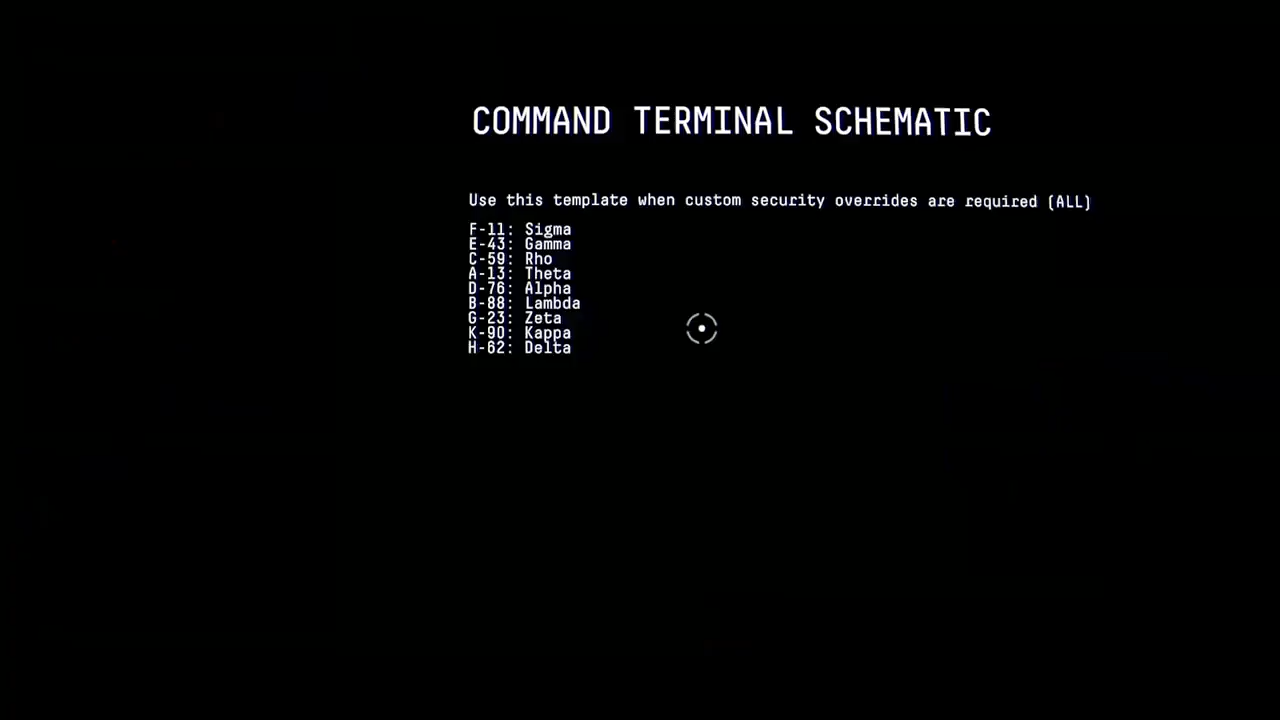 COMMAND TERMINAL SCHEMATIC
Use this template when custom security overrides are required (ALL)
F-11: Sigma
E-43: Gamma
C-59: Rho
A-13: Theta
D-76: Alpha
B-88: Lambda
G-23: Zeta
K-90: Kappa
H-62: Delta